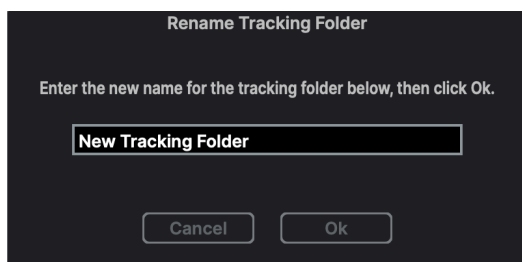 Rename Tracking Folder
Enter the new name for the tracking folder below, then click Ok.
New Tracking Folder
Cancel Ok